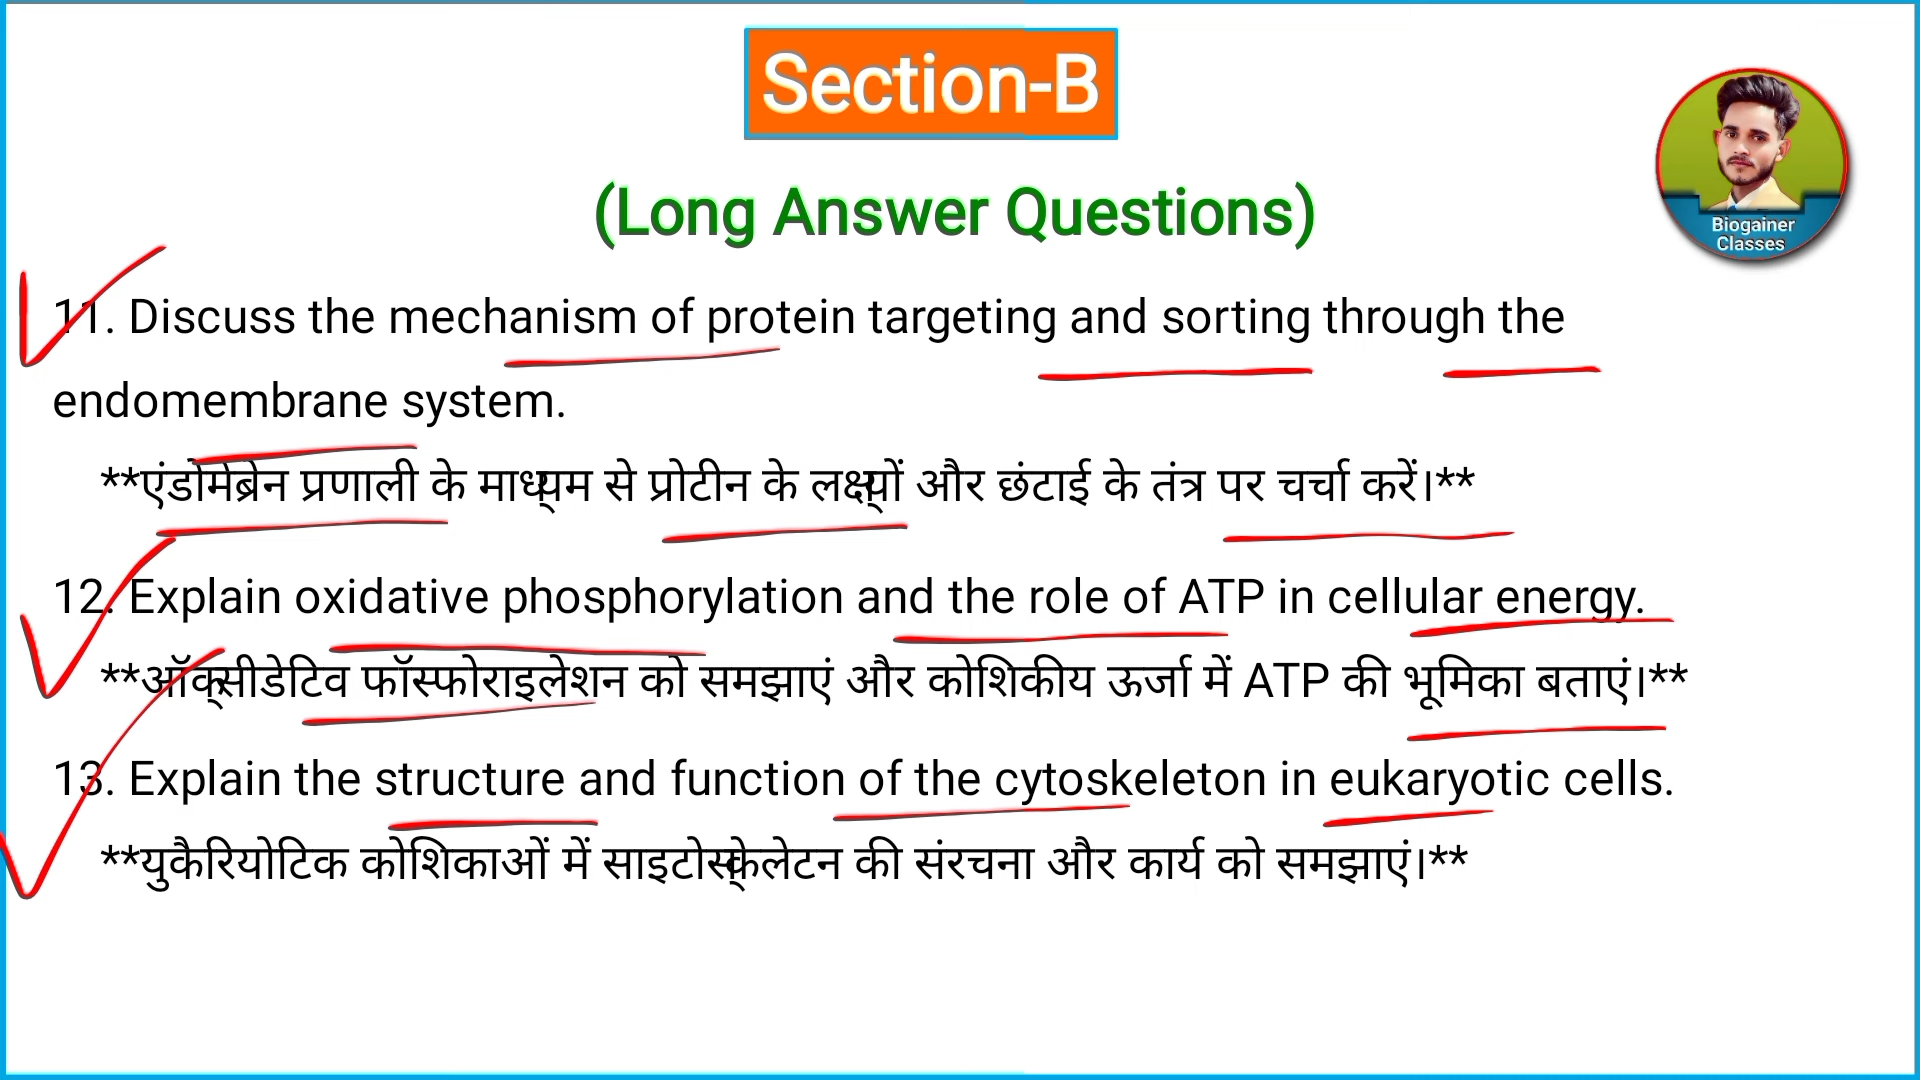 Section-B
(Long Answer Questions)
Biogainer
Classes
11. Discuss the mechanism of protein targeting and sorting through the
endomembrane system.
**एंडोमेम्ब्रेन प्रणाली के माध्यम से प्रोटीन के लक्ष्यों और छंटाई के तंत्र पर चर्चा करें।**
12. Explain oxidative phosphorylation and the role of ATP in cellular energy.
**ऑक्सीडेटिव फॉस्फोराइलेशन को समझाएं और कोशिकीय ऊर्जा में ATP की भूमिका बताएं।**
13. Explain the structure and function of the cytoskeleton in eukaryotic cells.
**युकैरियोटिक कोशिकाओं में साइटोस्केलेटन की संरचना और कार्य को समझाएं।**